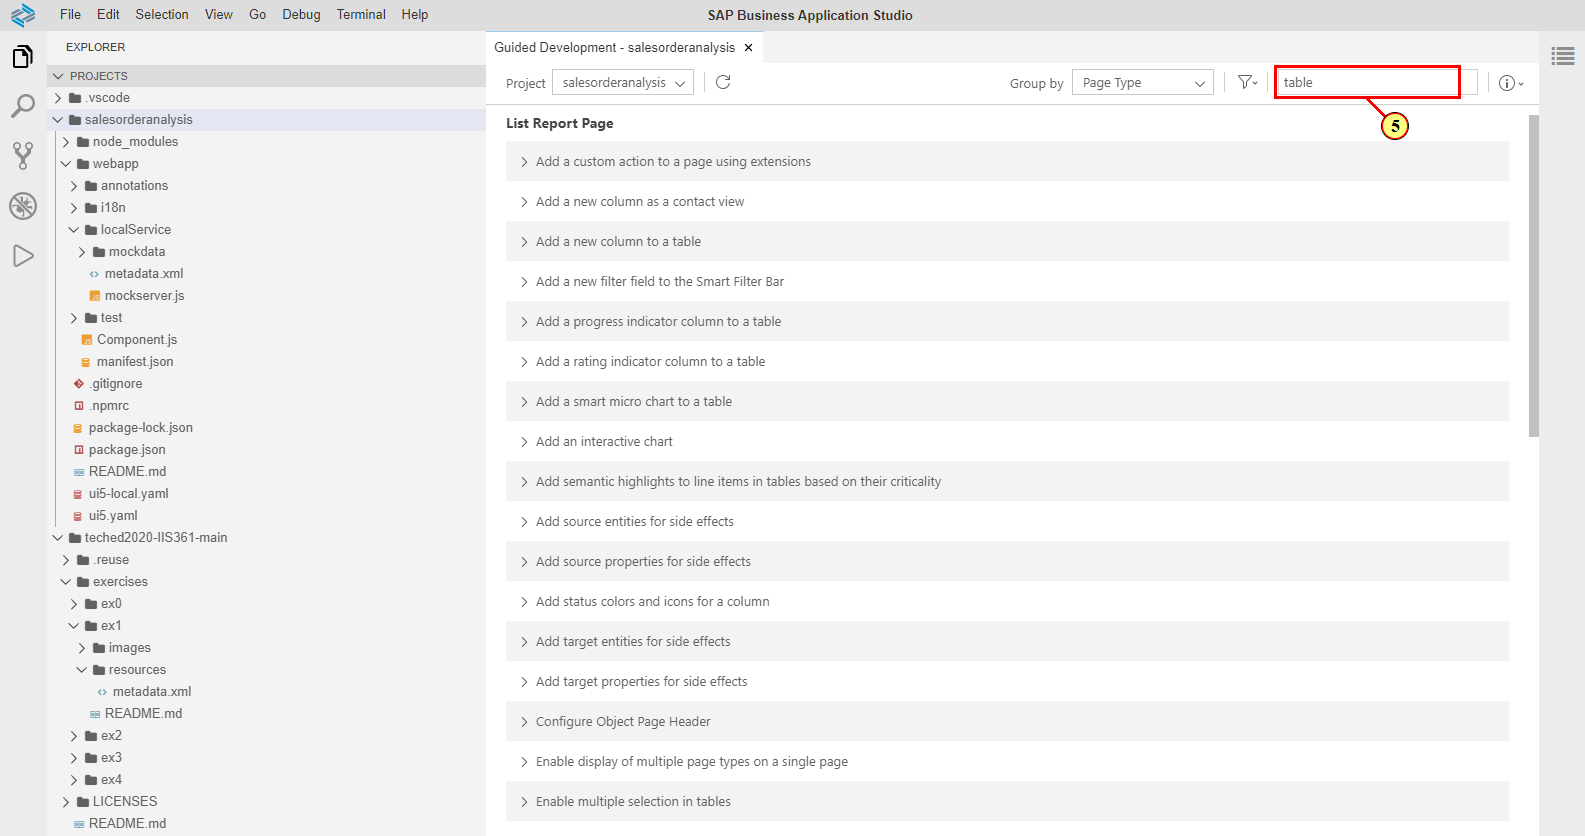 File Edit Selection View Go Debug Terminal Help
SAP Business Application Studio
EXPLORER
PROJECTS
.vscode
salesorderanalysis
node_modules
webapp
annotations
i18n
localService
mockdata
metadata.xml
mockserver.js
test
Component.js
manifest.json
.gitignore
.npmrc
package-lock.json
package.json
README.md
ui5-local.yaml
ui5.yaml
teched2020-IIS361-main
.reuse
exercises
ex0
ex1
images
resources
metadata.xml
README.md
ex2
ex3
ex4
LICENSES
README.md
Guided Development - salesorderanalysis
Project salesorderanalysis
Group by Page Type
table
5
List Report Page
Add a custom action to a page using extensions
Add a new column as a contact view
Add a new column to a table
Add a new filter field to the Smart Filter Bar
Add a progress indicator column to a table
Add a rating indicator column to a table
Add a smart micro chart to a table
Add an interactive chart
Add semantic highlights to line items in tables based on their criticality
Add source entities for side effects
Add source properties for side effects
Add status colors and icons for a column
Add target entities for side effects
Add target properties for side effects
Configure Object Page Header
Enable display of multiple page types on a single page
Enable multiple selection in tables